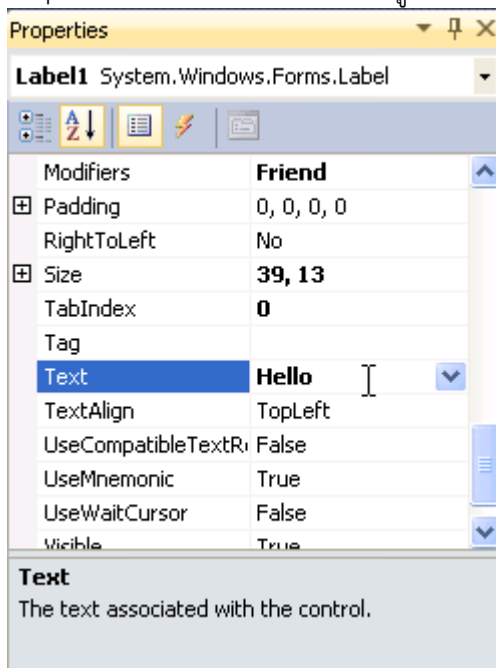 Properties
Label1 System.Windows.Forms.Label
Modifiers Friend
Padding 0, 0, 0, 0
RightToLeft No
Size 39, 13
TabIndex 0
Tag
Text Hello
TextAlign TopLeft
UseCompatibleTextR False
UseMnemonic True
UseWaitCursor False
Visible True
Text
The text associated with the control.